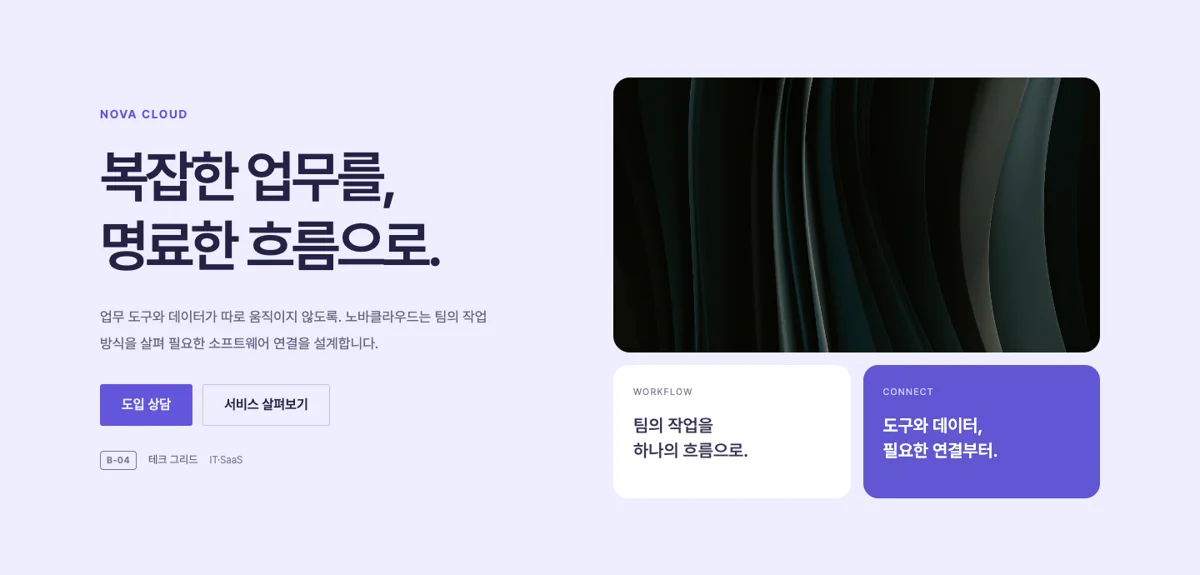 NOVA CLOUD
복잡한 업무를,
명료한 흐름으로.
업무 도구와 데이터가 따로 움직이지 않도록. 노바클라우드는 팀의 작업
방식을 살펴 필요한 소프트웨어 연결을 설계합니다.
도입 상담
서비스 살펴보기
B-04 테크 그리드 IT·SaaS
WORKFLOW
팀의 작업을
하나의 흐름으로.
CONNECT
도구와 데이터,
필요한 연결부터.